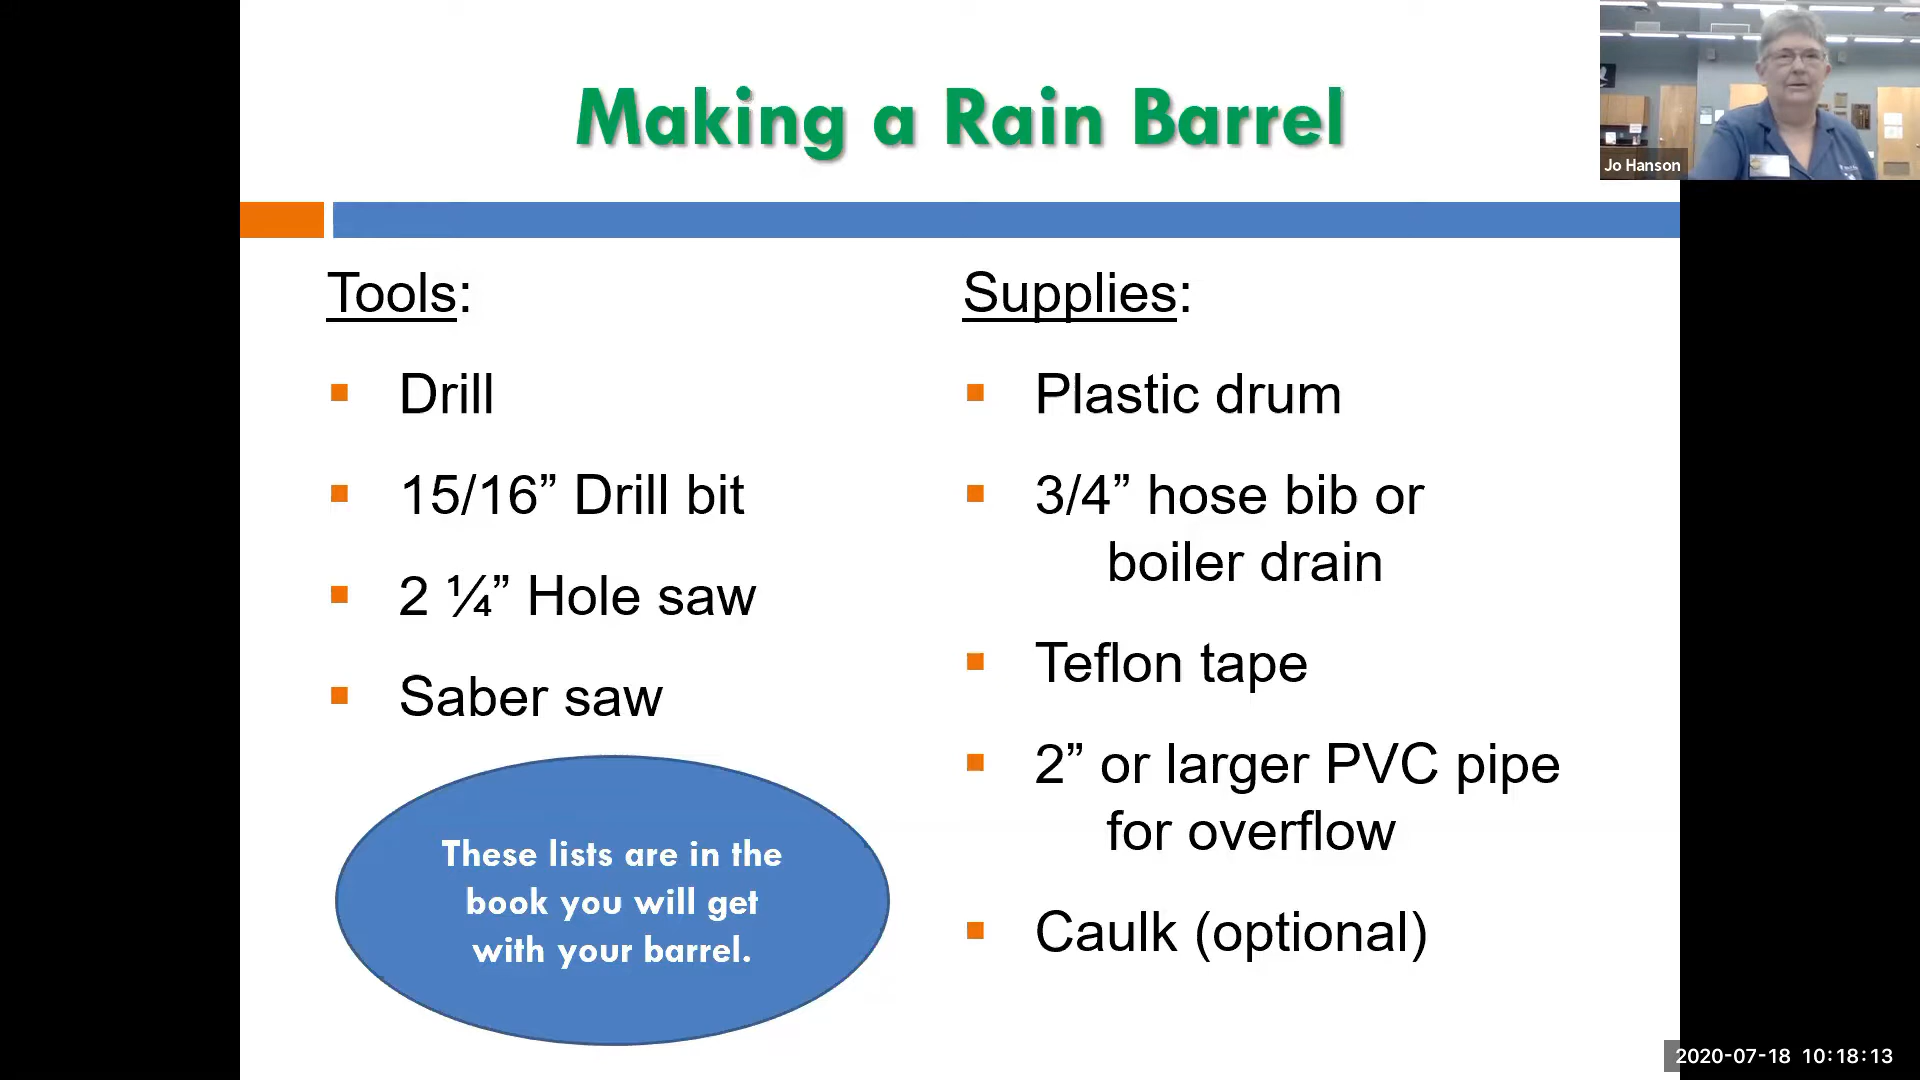 Making a Rain Barrel
Jo Hanson
Tools:
Drill
15/16” Drill bit
2 ¼” Hole saw
Saber saw
These lists are in the
book you will get
with your barrel.
Supplies:
Plastic drum
3/4” hose bib or
boiler drain
Teflon tape
2” or larger PVC pipe
for overflow
Caulk (optional)
2020-07-18 10:18:13